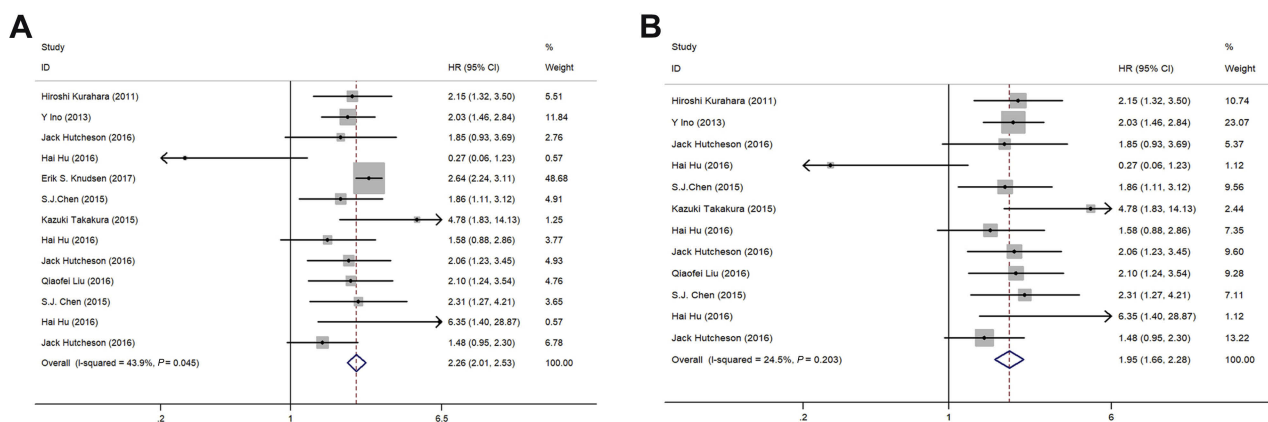 A
Study %
ID HR (95% CI) Weight
Hiroshi Kurahara (2011) 2.15 (1.32, 3.50) 5.51
Y Ino (2013) 2.03 (1.46, 2.84) 11.84
Jack Hutcheson (2016) 1.85 (0.93, 3.69) 2.76
Hai Hu (2016) 0.27 (0.06, 1.23) 0.57
Erik S. Knudsen (2017) 2.64 (2.24, 3.11) 48.68
S.J.Chen (2015) 1.86 (1.11, 3.12) 4.91
Kazuki Takakura (2015) 4.78 (1.83, 14.13) 1.25
Hai Hu (2016) 1.58 (0.88, 2.86) 3.77
Jack Hutcheson (2016) 2.06 (1.23, 3.45) 4.93
Qiaofei Liu (2016) 2.10 (1.24, 3.54) 4.76
S.J. Chen (2015) 2.31 (1.27, 4.21) 3.65
Hai Hu (2016) 6.35 (1.40, 28.87) 0.57
Jack Hutcheson (2016) 1.48 (0.95, 2.30) 6.78
Overall (I-squared = 43.9%, P = 0.045) 2.26 (2.01, 2.53) 100.00
.2 1 6.5
B
Study %
ID HR (95% CI) Weight
Hiroshi Kurahara (2011) 2.15 (1.32, 3.50) 10.74
Y Ino (2013) 2.03 (1.46, 2.84) 23.07
Jack Hutcheson (2016) 1.85 (0.93, 3.69) 5.37
Hai Hu (2016) 0.27 (0.06, 1.23) 1.12
S.J.Chen (2015) 1.86 (1.11, 3.12) 9.56
Kazuki Takakura (2015) 4.78 (1.83, 14.13) 2.44
Hai Hu (2016) 1.58 (0.88, 2.86) 7.35
Jack Hutcheson (2016) 2.06 (1.23, 3.45) 9.60
Qiaofei Liu (2016) 2.10 (1.24, 3.54) 9.28
S.J. Chen (2015) 2.31 (1.27, 4.21) 7.11
Hai Hu (2016) 6.35 (1.40, 28.87) 1.12
Jack Hutcheson (2016) 1.48 (0.95, 2.30) 13.22
Overall (I-squared = 24.5%, P = 0.203) 1.95 (1.66, 2.28) 100.00
.2 1 6